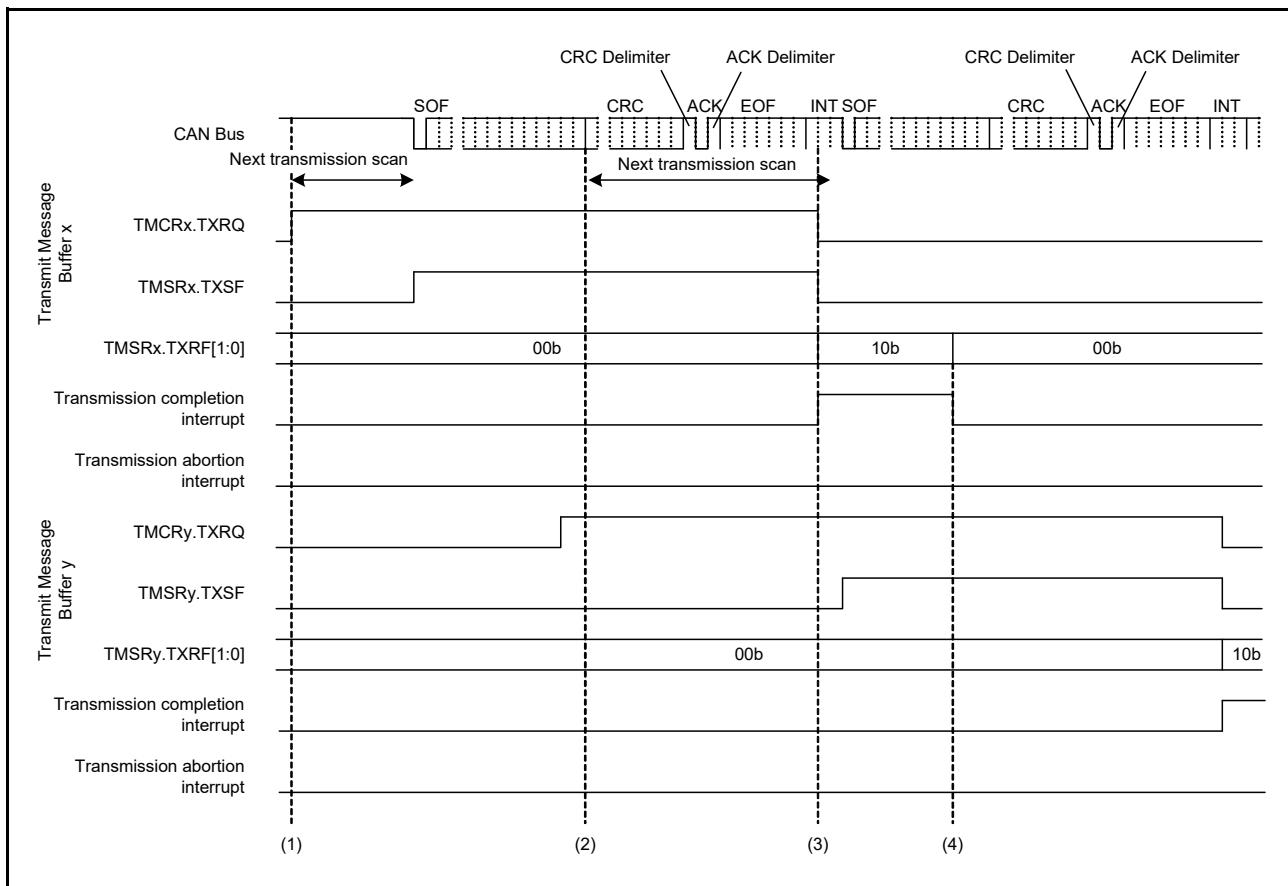 CRC Delimiter ACK Delimiter CRC Delimiter ACK Delimiter
SOF CRC ACK EOF INT SOF CRC ACK EOF INT
CAN Bus
Next transmission scan Next transmission scan
Transmit Message
Buffer x
TMCRx.TXRQ
TMSRx.TXSF
TMSRx.TXRF[1:0] 00b 10b 00b
Transmission completion
interrupt
Transmission abortion
interrupt
Transmit Message
Buffer y
TMCRy.TXRQ
TMSRy.TXSF
TMSRy.TXRF[1:0] 00b 10b
Transmission completion
interrupt
Transmission abortion
interrupt
(1) (2) (3) (4)